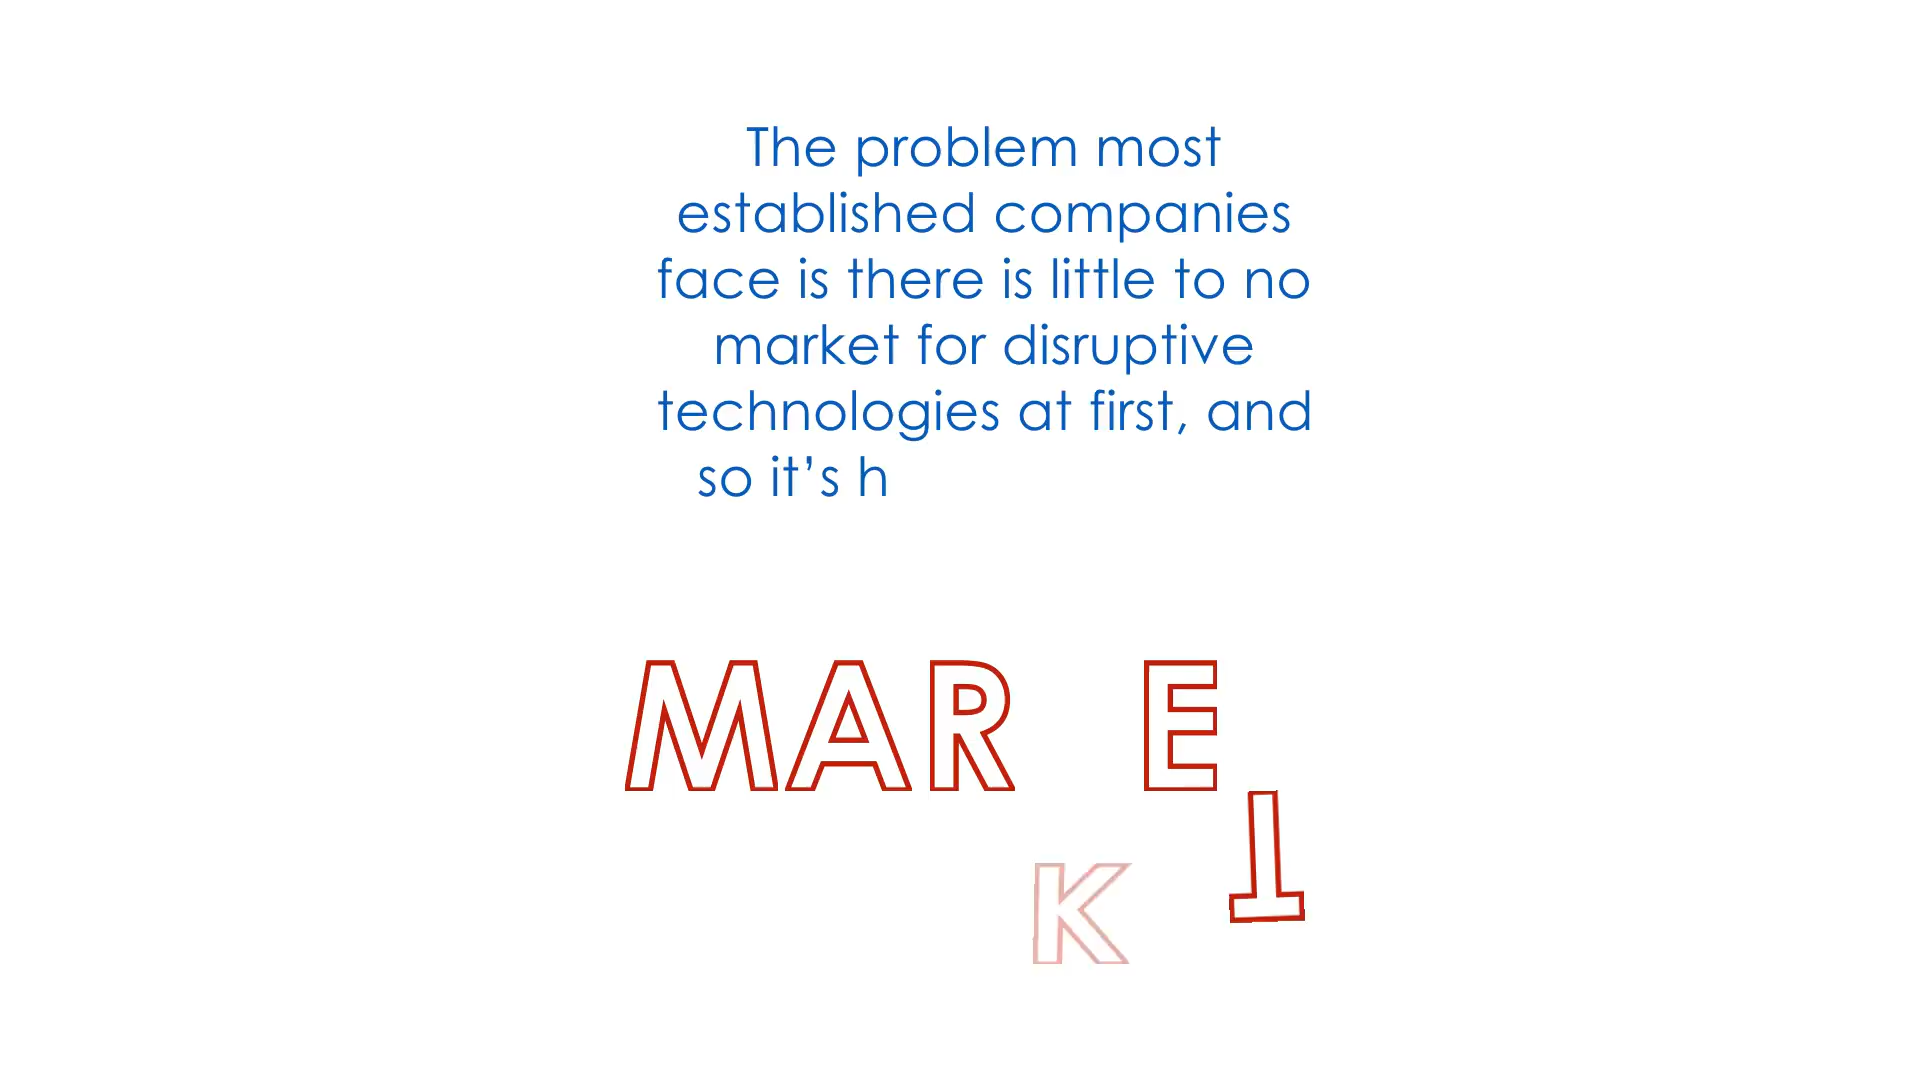 The problem most
established companies
face is there is little to no
market for disruptive
technologies at first, and
so it’s h
MAR E
K T